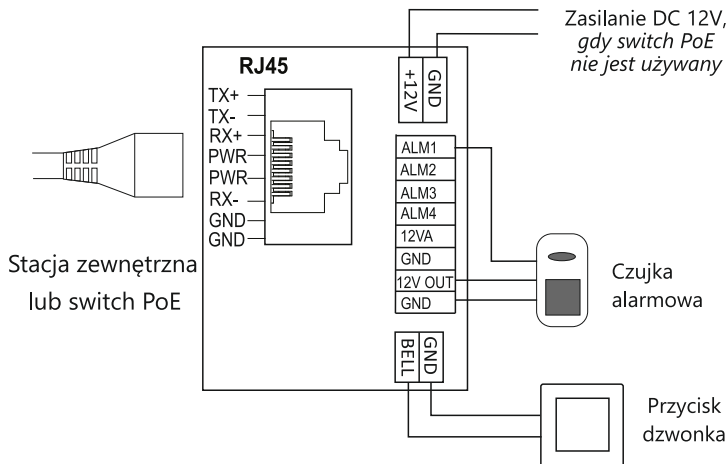 Zasilanie DC 12V,
gdy switch PoE
nie jest używany
RJ45
+12V
GND
TX+
TX-
RX+
PWR
PWR
RX-
GND
GND
ALM1
ALM2
ALM3
ALM4
12VA
GND
12V OUT
GND
Stacja zewnętrzna
lub switch PoE
Czujka
alarmowa
BELL
GND
Przycisk
dzwonka